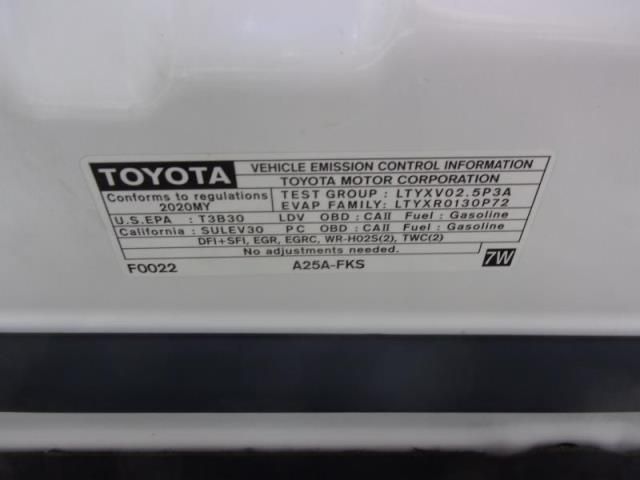 TOYOTA
VEHICLE EMISSION CONTROL INFORMATION
TOYOTA MOTOR CORPORATION
Conforms to regulations
2020MY
TEST GROUP : LTYXV02.5P3A
EVAP FAMILY: LTYXR0130P72
U.S.EPA : T3B30 LDV OBD : CAII Fuel : Gasoline
California : SULEV30 PC OBD : CAII Fuel : Gasoline
DFI+SFI, EGR, EGRC, WR-HO2S(2), TWC(2)
No adjustments needed.
F0022 A25A-FKS 7W